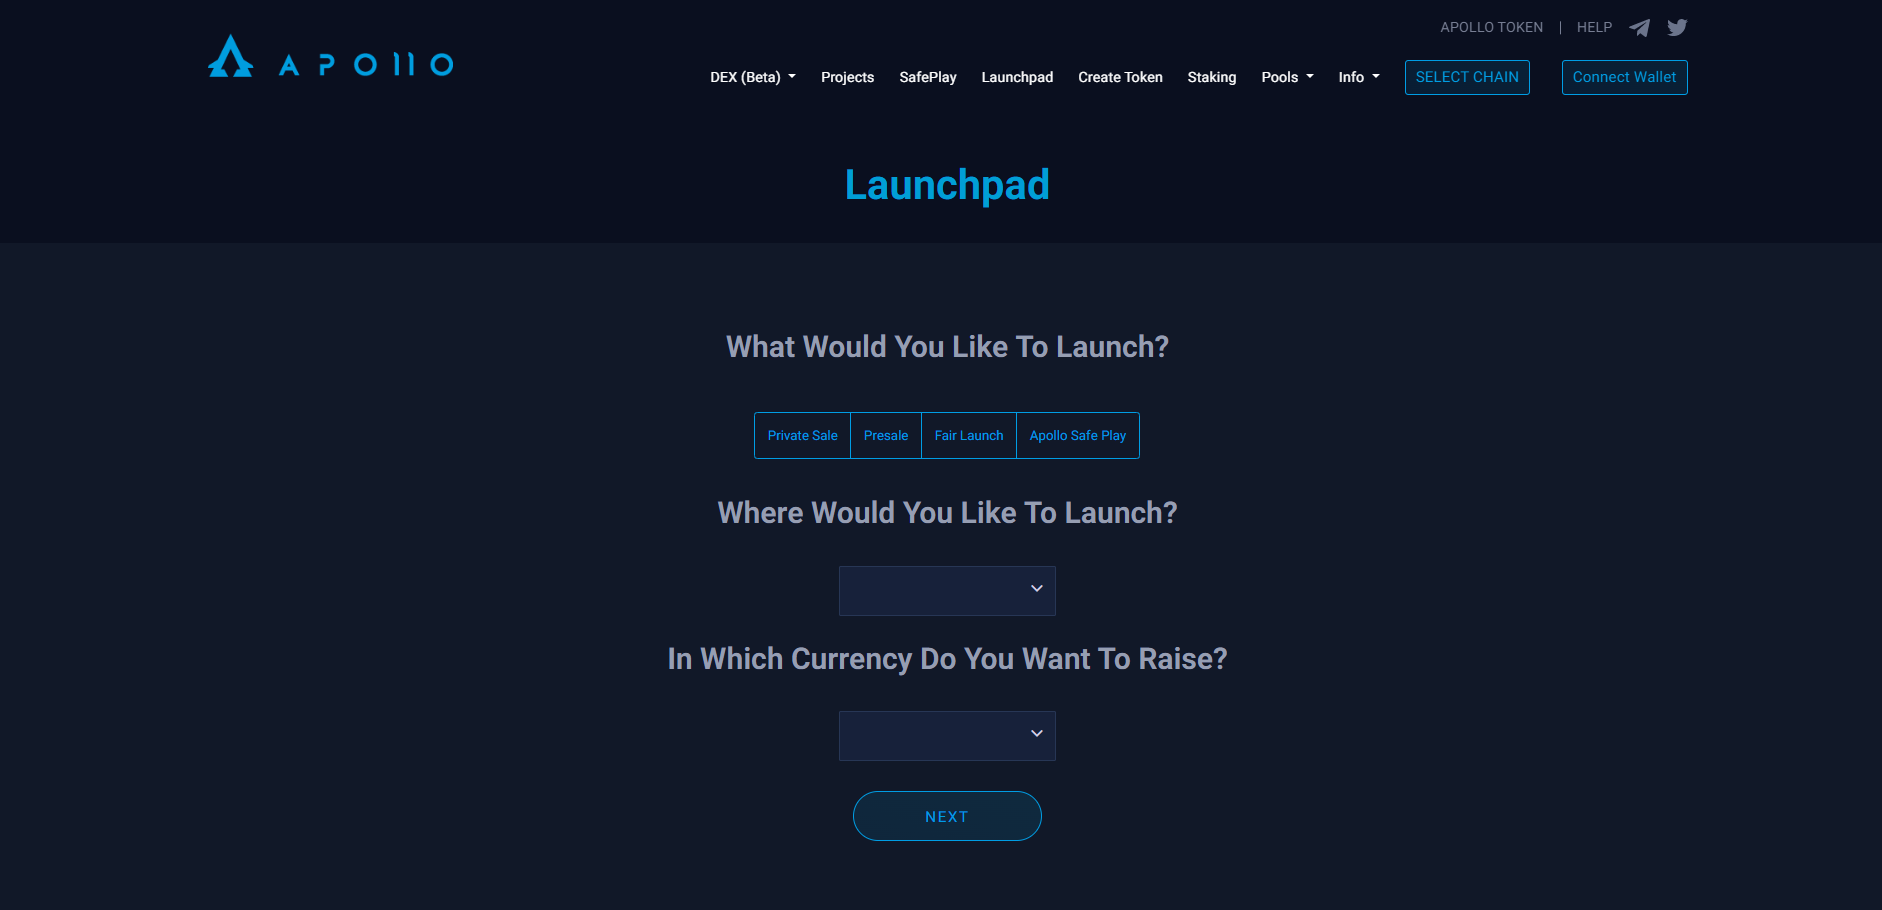 APOLLO TOKEN | HELP
APOLLO
DEX (Beta) Projects SafePlay Launchpad Create Token Staking Pools Info SELECT CHAIN Connect Wallet
Launchpad
What Would You Like To Launch?
Private Sale Presale Fair Launch Apollo Safe Play
Where Would You Like To Launch?
In Which Currency Do You Want To Raise?
NEXT